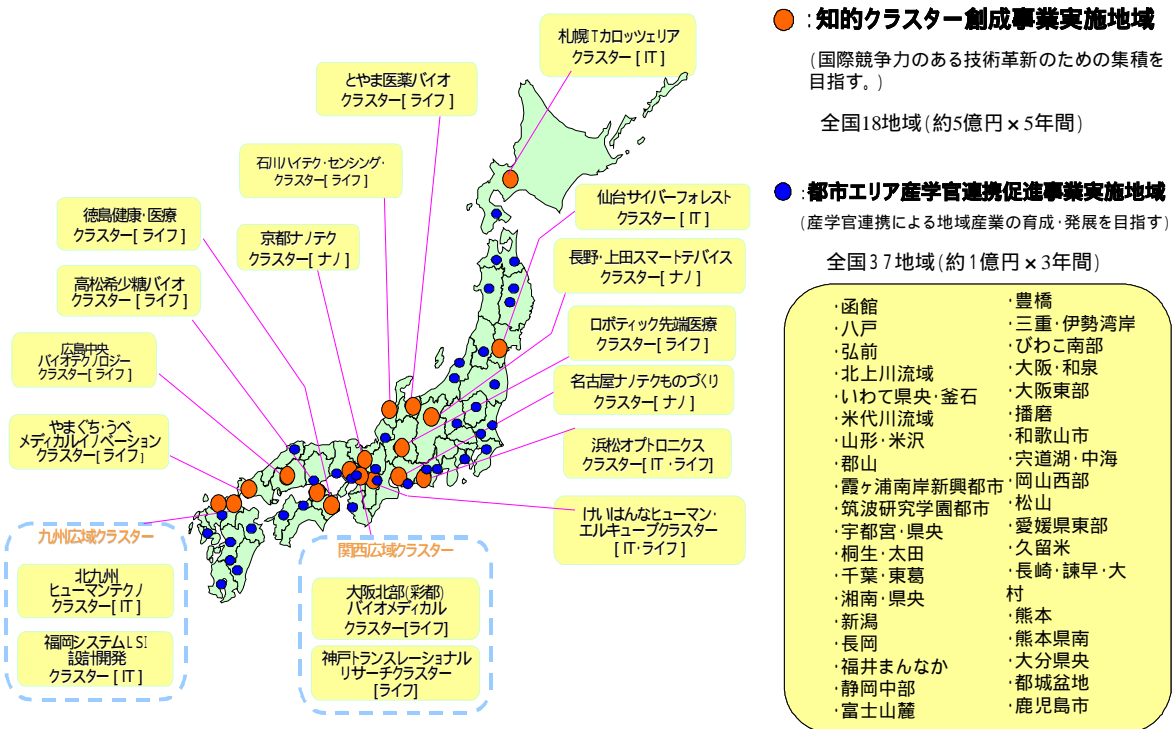 札幌ITカロッツェリア
クラスター[ IT ]
とやま医薬バイオ
クラスター[ ライフ ]
石川ハイテク・センシング・
クラスター[ ライフ ]
徳島健康・医療
クラスター[ ライフ ]
京都ナノテク
クラスター[ ナノ ]
高松希少糖バイオ
クラスター[ ライフ ]
広島中央
バイオテクノロジー
クラスター[ ライフ ]
やまぐち・うべ
メディカルイノベーション
クラスター[ ライフ ]
仙台サイバーフォレスト
クラスター[ IT ]
長野・上田スマートデバイス
クラスター[ ナノ ]
ロボティック先端医療
クラスター[ ライフ ]
名古屋ナノテクものづくり
クラスター[ ナノ ]
浜松オプトロニクス
クラスター[ IT・ライフ]
けいはんなヒューマン・
エルキューブクラスター
[ IT・ライフ ]
九州広域クラスター
北九州
ヒューマンテクノ
クラスター[ IT ]
福岡システムLSI
設計開発
クラスター[ IT ]
関西広域クラスター
大阪北部(彩都)
バイオメディカル
クラスター[ライフ]
神戸トランスレーショナル
リサーチクラスター
[ライフ]
:知的クラスター創成事業実施地域
(国際競争力のある技術革新のための集積を
目指す。)
全国18地域(約5億円×5年間)
:都市エリア産学官連携促進事業実施地域
(産学官連携による地域産業の育成・発展を目指す)
全国37地域(約1億円×3年間)
・函館
・八戸
・弘前
・北上川流域
・いわて県央・釜石
・米代川流域
・山形・米沢
・郡山
・霞ヶ浦南岸新興都市
・筑波研究学園都市
・宇都宮・県央
・桐生・太田
・千葉・東葛
・湘南・県央
・新潟
・長岡
・福井まんなか
・静岡中部
・富士山麓
・豊橋
・三重・伊勢湾岸
・びわこ南部
・大阪・和泉
・大阪東部
・播磨
・和歌山市
・宍道湖・中海
・岡山西部
・松山
・愛媛県東部
・久留米
・長崎・諫早・大
村
・熊本
・熊本県南
・大分県央
・都城盆地
・鹿児島市